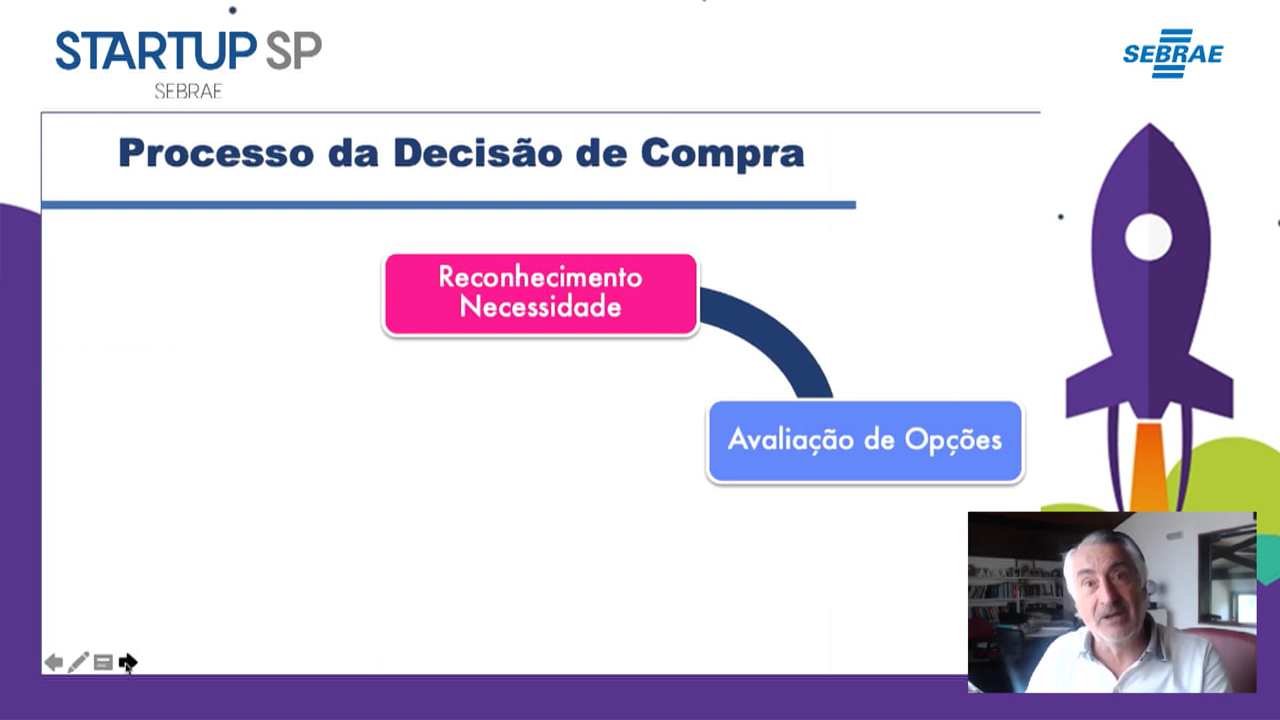 STARTUP SP
SEBRAE
SEBRAE
Processo da Decisão de Compra
Reconhecimento
Necessidade
Avaliação de Opções